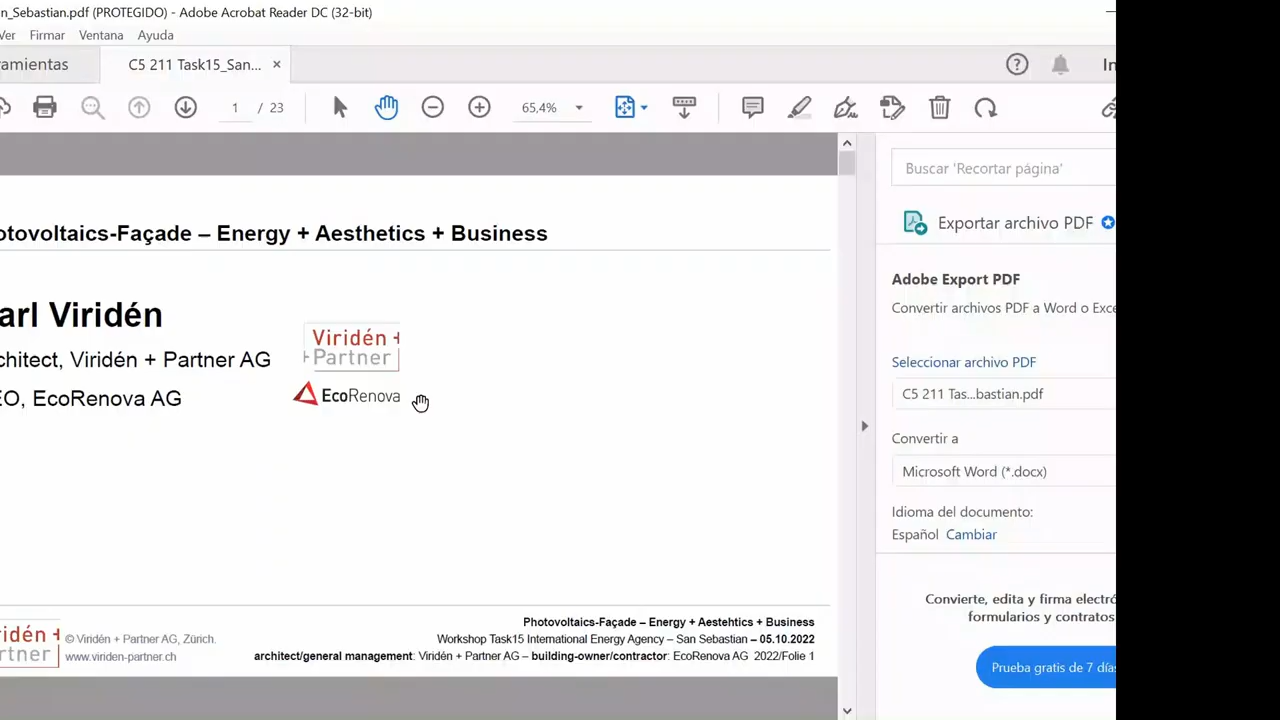 n_Sebastian.pdf (PROTEGIDO) - Adobe Acrobat Reader DC (32-bit)
Ver Firmar Ventana Ayuda
amientas C5 211 Task15_San... ×
1 / 23 65,4%
Buscar 'Recortar página'
Exportar archivo PDF
otovoltaics-Façade – Energy + Aesthetics + Business
Adobe Export PDF
Convertir archivos PDF a Word o Exce
arl Viridén
Viridén +
+Partner
chitect, Viridén + Partner AG
EO, EcoRenova AG
EcoRenova
Seleccionar archivo PDF
C5 211 Tas...bastian.pdf
Convertir a
Microsoft Word (*.docx)
Idioma del documento:
Español Cambiar
Convierte, edita y firma electró
formularios y contratos
Prueba gratis de 7 días
ridén +
rtner
© Viridén + Partner AG, Zürich.
www.viriden-partner.ch
Photovoltaics-Façade – Energy + Aestehtics + Business
Workshop Task15 International Energy Agency – San Sebastian – 05.10.2022
architect/general management: Viridén + Partner AG – building-owner/contractor: EcoRenova AG 2022/Folie 1